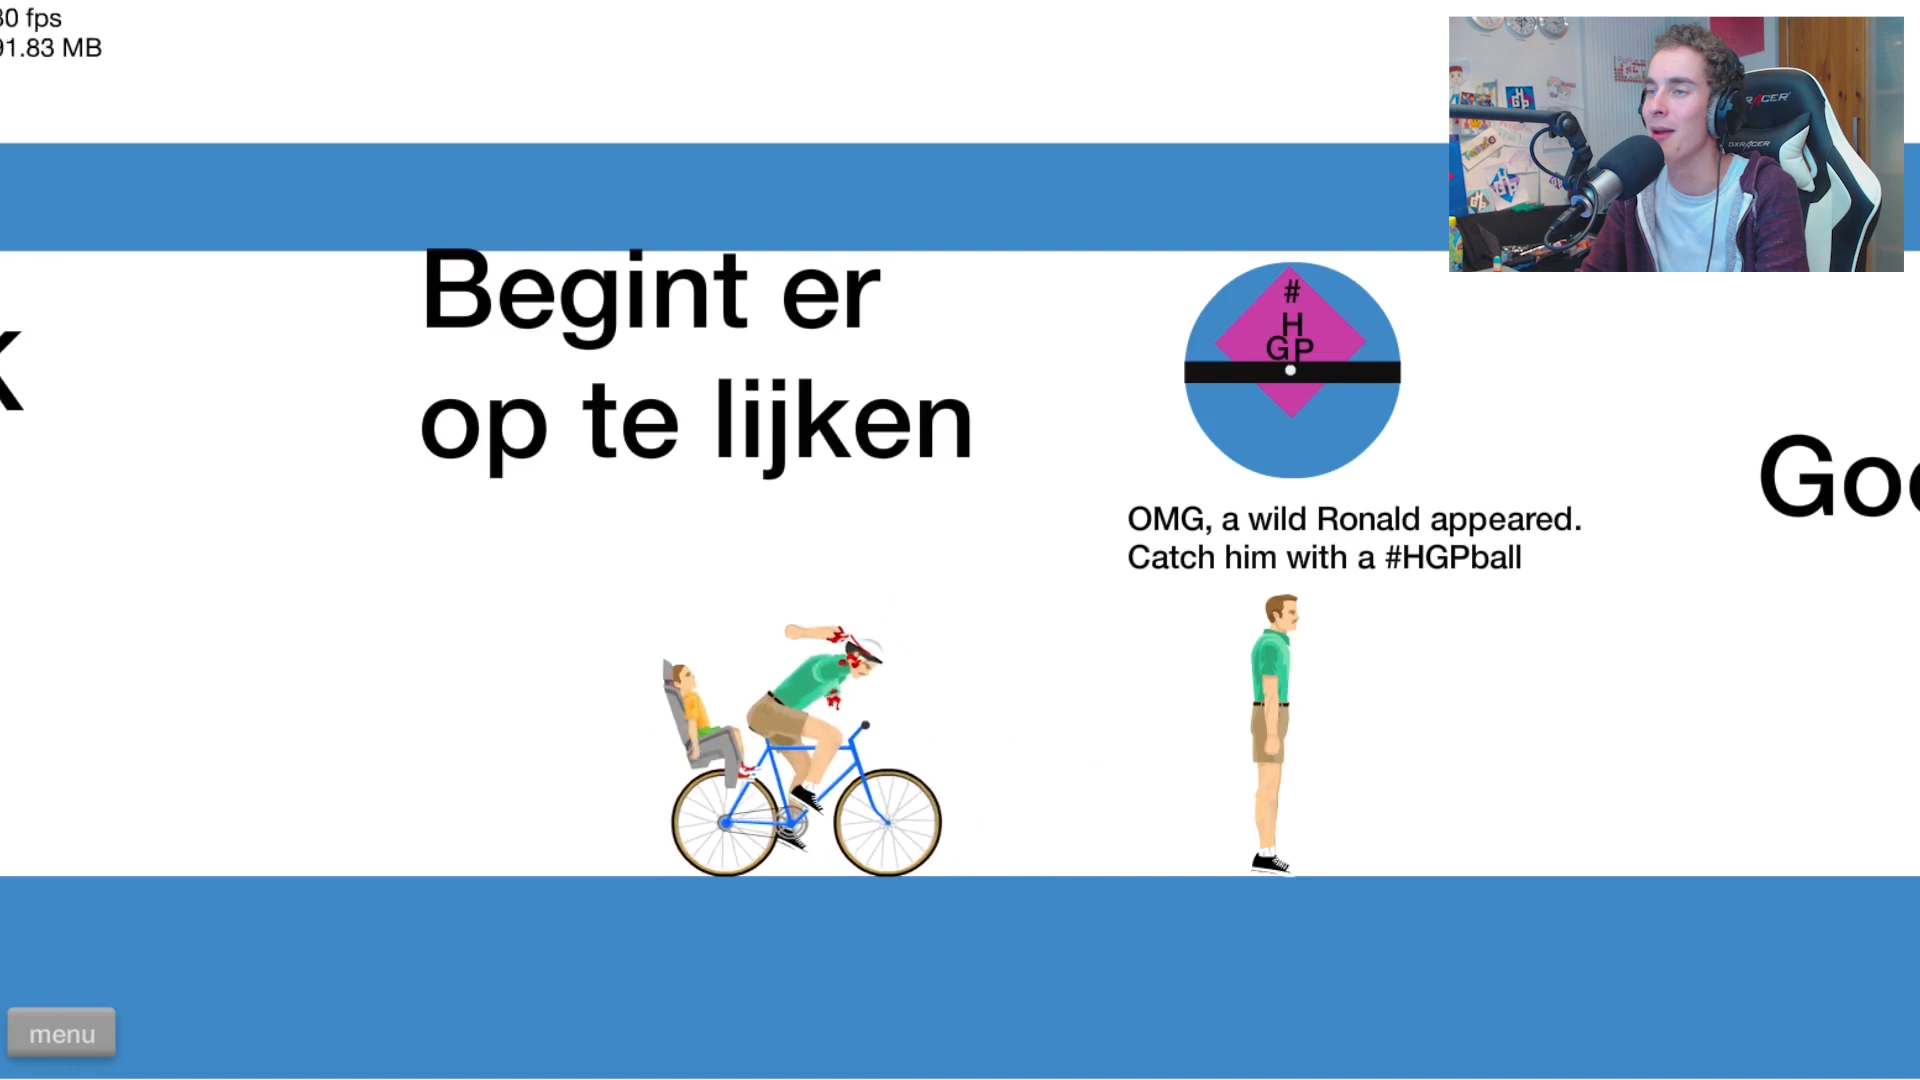 30 fps
91.83 MB
Begint er
op te lijken
#
H
GP
OMG, a wild Ronald appeared.
Catch him with a #HGPball
menu